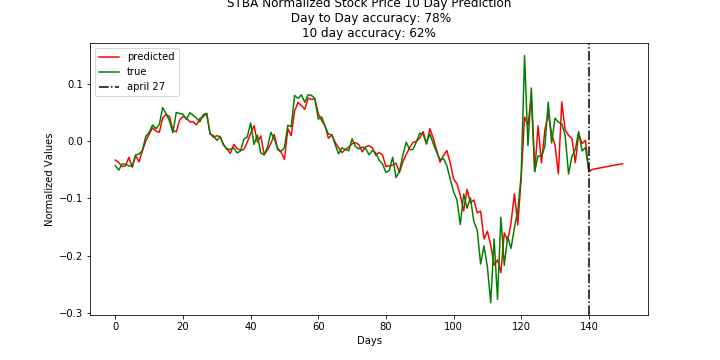 STBA Normalized Stock Price 10 Day Prediction
Day to Day accuracy: 78%
10 day accuracy: 62%
predicted
true
april 27
0.1
0.0
−0.1
−0.2
−0.3
Normalized Values
0 20 40 60 80 100 120 140
Days